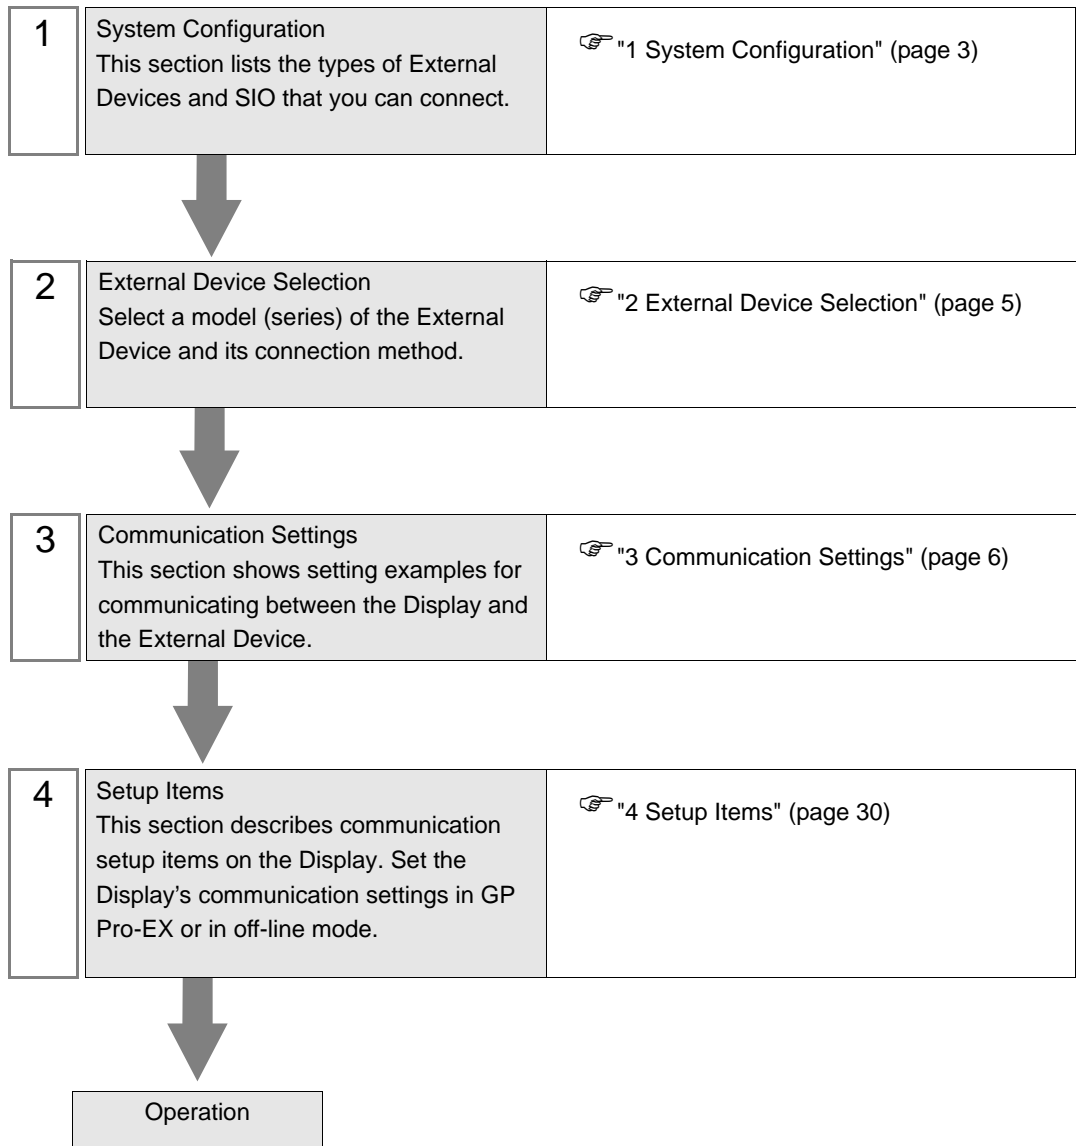 1
System Configuration
This section lists the types of External
Devices and SIO that you can connect.
"1 System Configuration" (page 3)
2
External Device Selection
Select a model (series) of the External
Device and its connection method.
"2 External Device Selection" (page 5)
3
Communication Settings
This section shows setting examples for
communicating between the Display and
the External Device.
"3 Communication Settings" (page 6)
4
Setup Items
This section describes communication
setup items on the Display. Set the
Display’s communication settings in GP
Pro-EX or in off-line mode.
"4 Setup Items" (page 30)
Operation